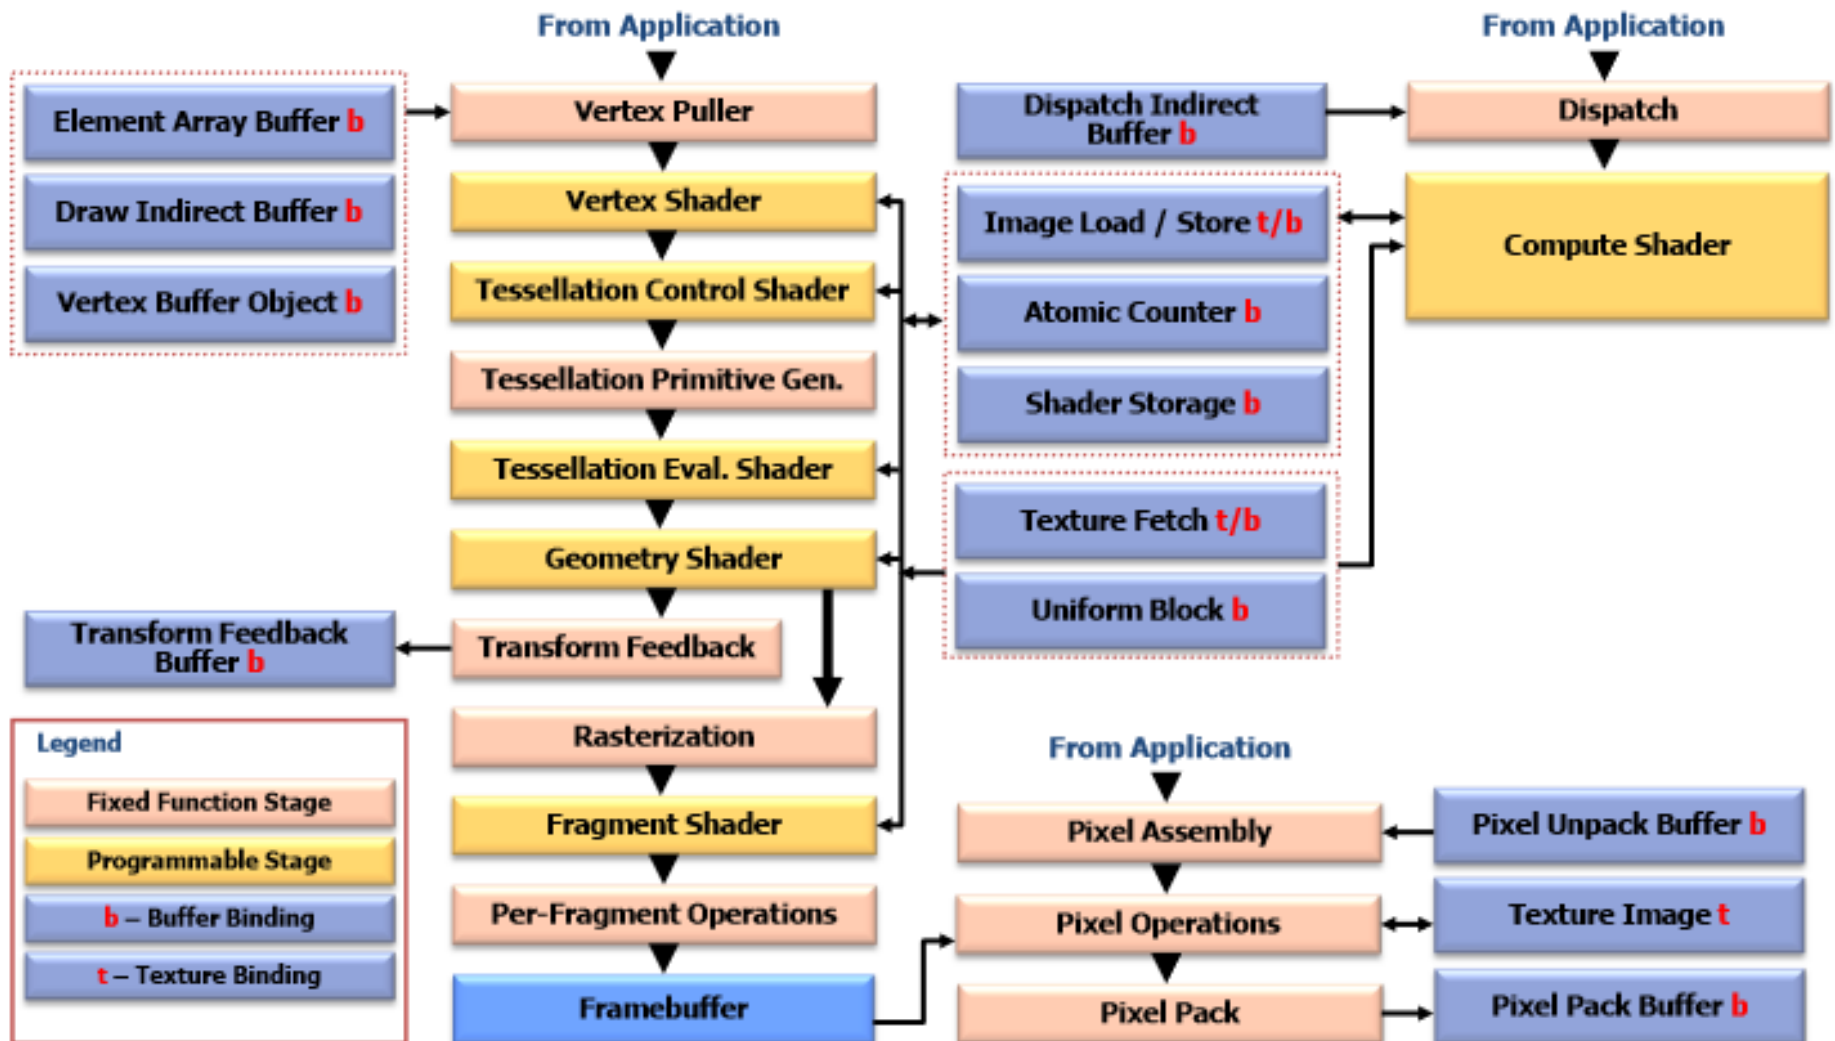 From Application
Vertex Puller
Element Array Buffer b
Draw Indirect Buffer b
Vertex Buffer Object b
Vertex Shader
Tessellation Control Shader
Tessellation Primitive Gen.
Tessellation Eval. Shader
Geometry Shader
Transform Feedback
Transform Feedback
Buffer b
Rasterization
Fragment Shader
Per-Fragment Operations
Framebuffer
Legend
Fixed Function Stage
Programmable Stage
b – Buffer Binding
t – Texture Binding
From Application
Dispatch Indirect
Buffer b
Dispatch
Image Load / Store t/b
Atomic Counter b
Shader Storage b
Compute Shader
Texture Fetch t/b
Uniform Block b
From Application
Pixel Assembly
Pixel Unpack Buffer b
Pixel Operations
Texture Image t
Pixel Pack
Pixel Pack Buffer b